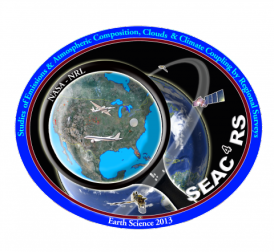 Studies of Emissions & Atmospheric Composition, Clouds & Climate Coupling by Regional Surveys
NASA - NRL
SEAC⁴RS
Earth Science 2013